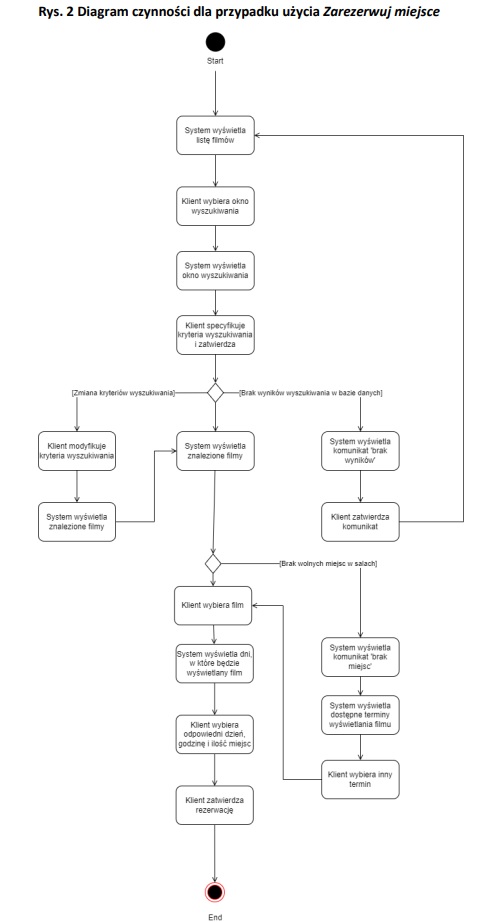 Rys. 2 Diagram czynności dla przypadku użycia Zarezerwuj miejsce
Start
System wyświetla
listę filmów
Klient wybiera okno
wyszukiwania
System wyświetla
okno wyszukiwania
Klient specyfikuje
kryteria wyszukiwania
i zatwierdza
[Zmiana kryteriów wyszukiwania]
[Brak wyników wyszukiwania w bazie danych]
Klient modyfikuje
kryteria wyszukiwania
System wyświetla
znalezione filmy
System wyświetla
komunikat 'brak
wyników'
System wyświetla
znalezione filmy
Klient zatwierdza
komunikat
[Brak wolnych miejsc w salach]
Klient wybiera film
System wyświetla dni,
w które będzie
wyświetlany film
System wyświetla
komunikat 'brak
miejsc'
System wyświetla
dostępne terminy
wyświetlania filmu
Klient wybiera
odpowiedni dzień,
godzinę i ilość miejsc
Klient wybiera inny
termin
Klient zatwierdza
rezerwację
End